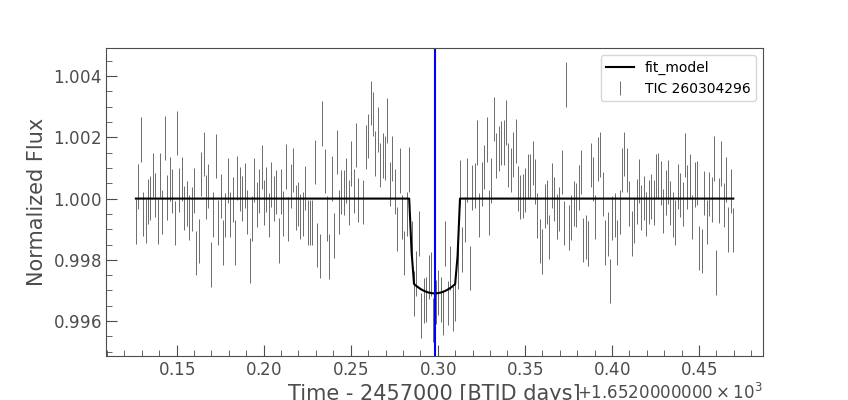 fit_model
TIC 260304296
Normalized Flux
1.004
1.002
1.000
0.998
0.996
0.15 0.20 0.25 0.30 0.35 0.40 0.45
Time - 2457000 [BTJD days]
+1.6520000000 × 10³